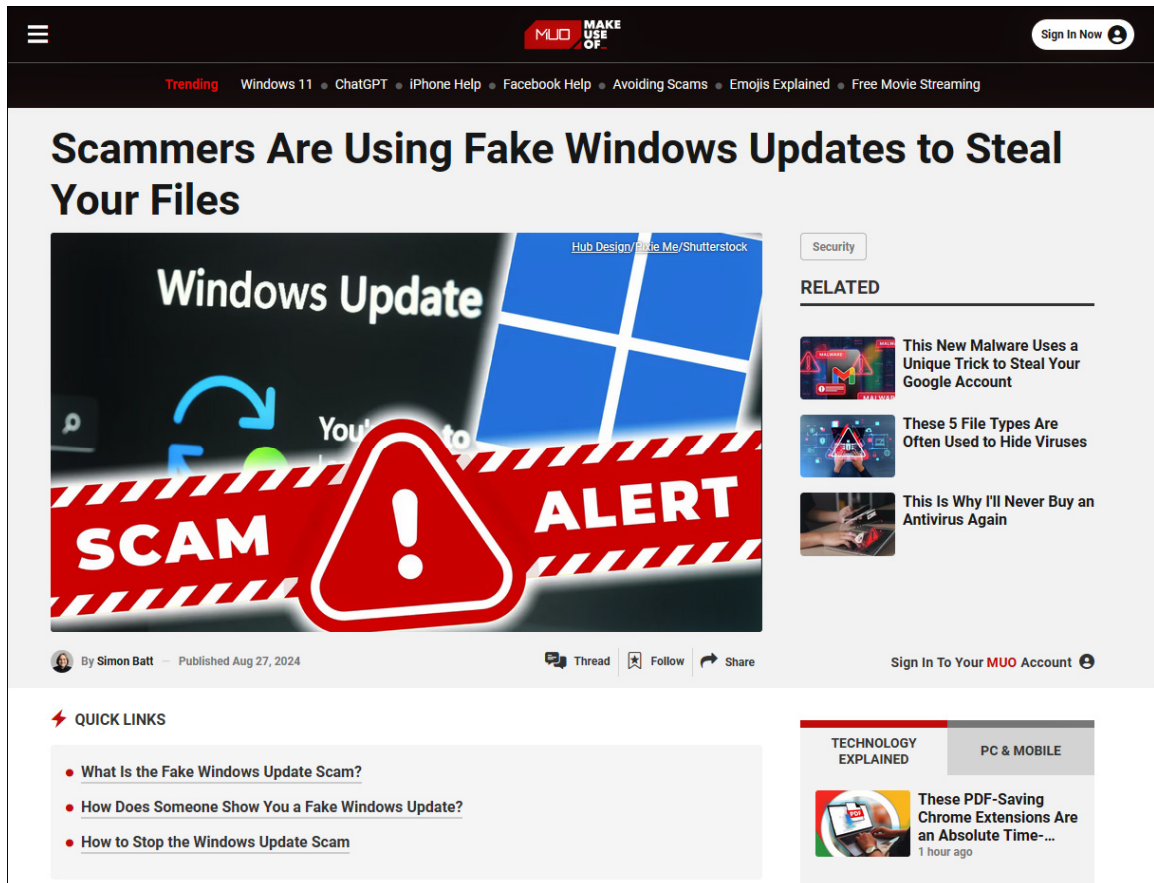 MUO MAKE
USE
OF_
Sign In Now
Trending Windows 11 ChatGPT iPhone Help Facebook Help Avoiding Scams Emojis Explained Free Movie Streaming
Scammers Are Using Fake Windows Updates to Steal
Your Files
Hub Design/Pixie Me/Shutterstock
Windows Update
You' to
SCAM ALERT
Security
RELATED
This New Malware Uses a
Unique Trick to Steal Your
Google Account
These 5 File Types Are
Often Used to Hide Viruses
This Is Why I'll Never Buy an
Antivirus Again
By Simon Batt — Published Aug 27, 2024
Thread Follow Share
Sign In To Your MUO Account
QUICK LINKS
What Is the Fake Windows Update Scam?
How Does Someone Show You a Fake Windows Update?
How to Stop the Windows Update Scam
TECHNOLOGY
EXPLAINED
PC & MOBILE
PDF
These PDF-Saving
Chrome Extensions Are
an Absolute Time-...
1 hour ago